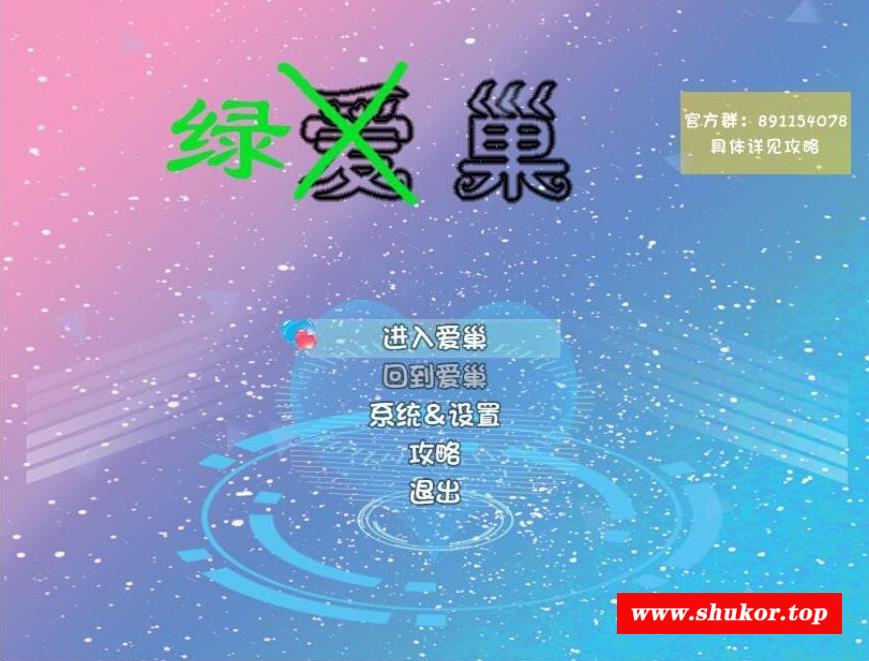 绿爱巢
官方群：891154078
具体详见攻略
进入爱巢
回到爱巢
系统&设置
攻略
退出
www.shukor.top